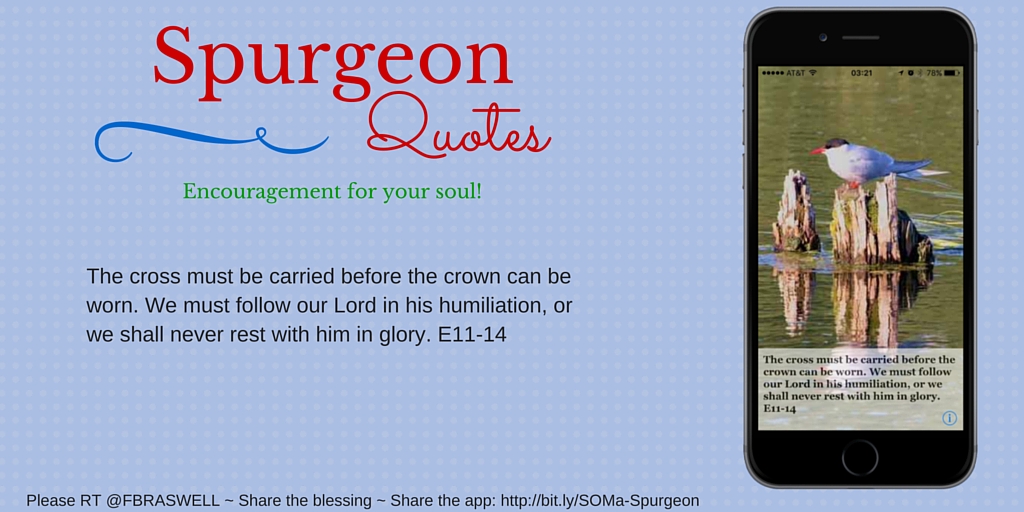 Spurgeon
Quotes
Encouragement for your soul!
The cross must be carried before the crown can be
worn. We must follow our Lord in his humiliation, or
we shall never rest with him in glory. E11-14
Please RT @FBRASWELL ~ Share the blessing ~ Share the app: http://bit.ly/SOMa-Spurgeon
AT&T 03:21 78%
The cross must be carried before the
crown can be worn. We must follow
our Lord in his humiliation, or we
shall never rest with him in glory.
E11-14
i